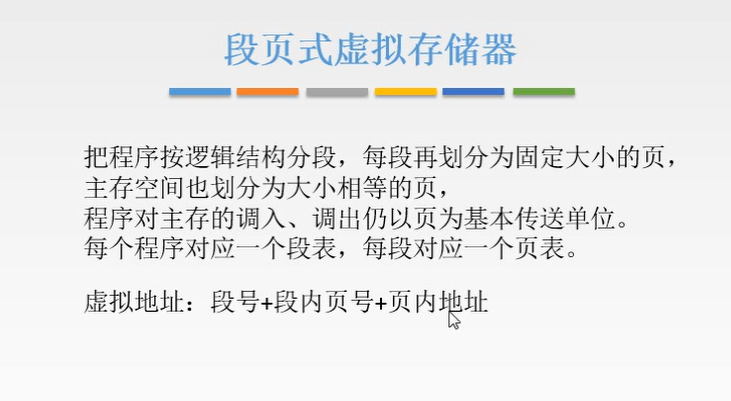 段页式虚拟存储器
把程序按逻辑结构分段，每段再划分为固定大小的页，
主存空间也划分为大小相等的页，
程序对主存的调入、调出仍以页为基本传送单位。
每个程序对应一个段表，每段对应一个页表。
虚拟地址：段号+段内页号+页内地址